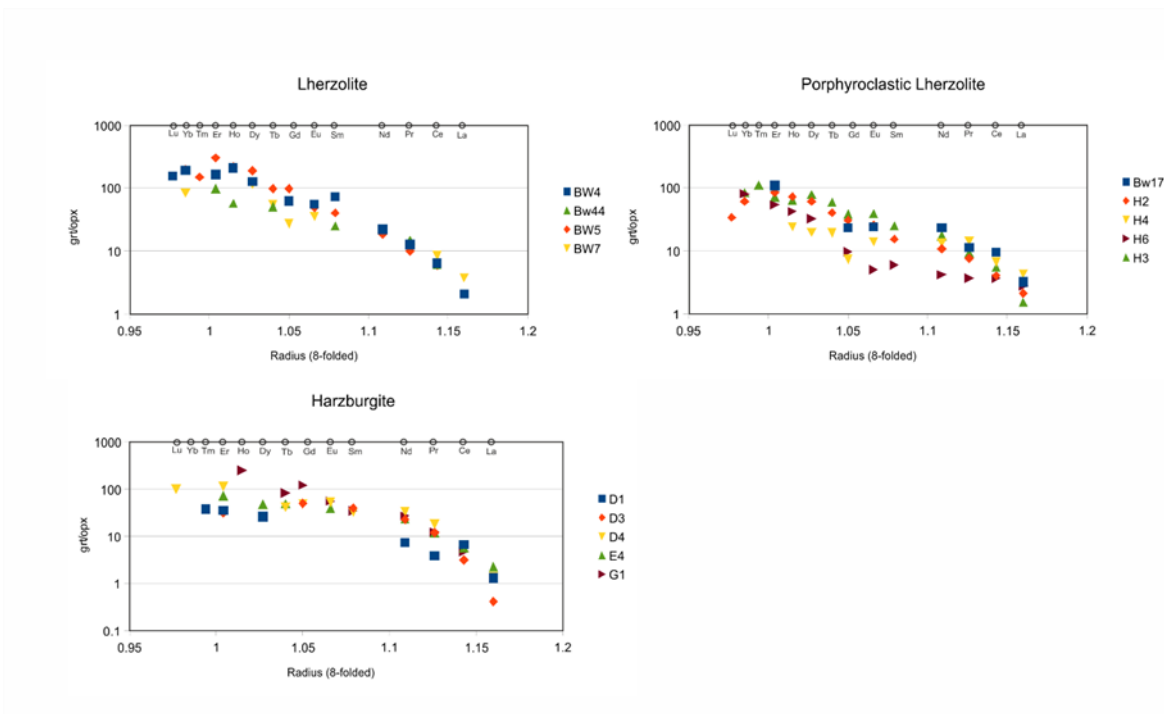 Lherzolite
1000
100
10
1
grt/opx
Lu Yb Tm Er Ho Dy Tb Gd Eu Sm Nd Pr Ce La
0.95 1 1.05 1.1 1.15 1.2
Radius (8-folded)
BW4
Bw44
BW5
BW7
Porphyroclastic Lherzolite
1000
100
10
1
grt/opx
Lu Yb Tm Er Ho Dy Tb Gd Eu Sm Nd Pr Ce La
0.95 1 1.05 1.1 1.15 1.2
Radius (8-folded)
Bw17
H2
H4
H6
H3
Harzburgite
1000
100
10
1
0.1
grt/opx
Lu Yb Tm Er Ho Dy Tb Gd Eu Sm Nd Pr Ce La
0.95 1 1.05 1.1 1.15 1.2
Radius (8-folded)
D1
D3
D4
E4
G1